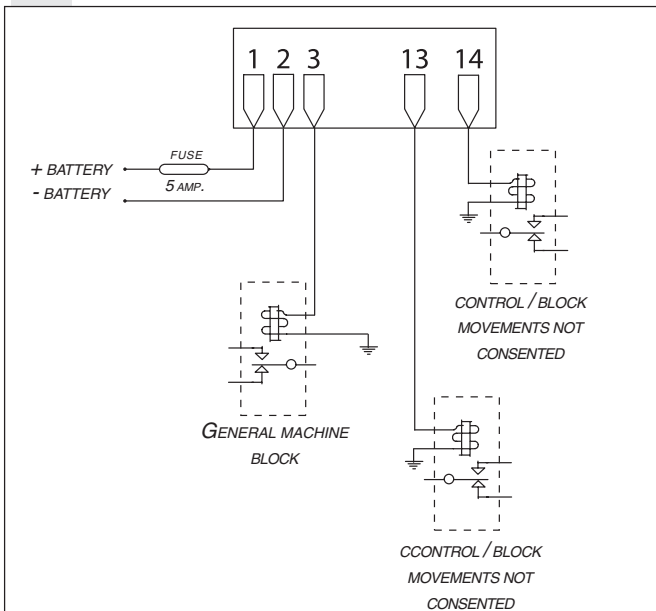 1 2 3 13 14
FUSE
+ BATTERY
5 AMP.
- BATTERY
CONTROL / BLOCK
MOVEMENTS NOT
CONSENTED
GENERAL MACHINE
BLOCK
CCONTROL / BLOCK
MOVEMENTS NOT
CONSENTED